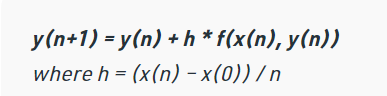 y(n+1) = y(n) + h * f(x(n), y(n))
where h = (x(n) – x(0)) / n